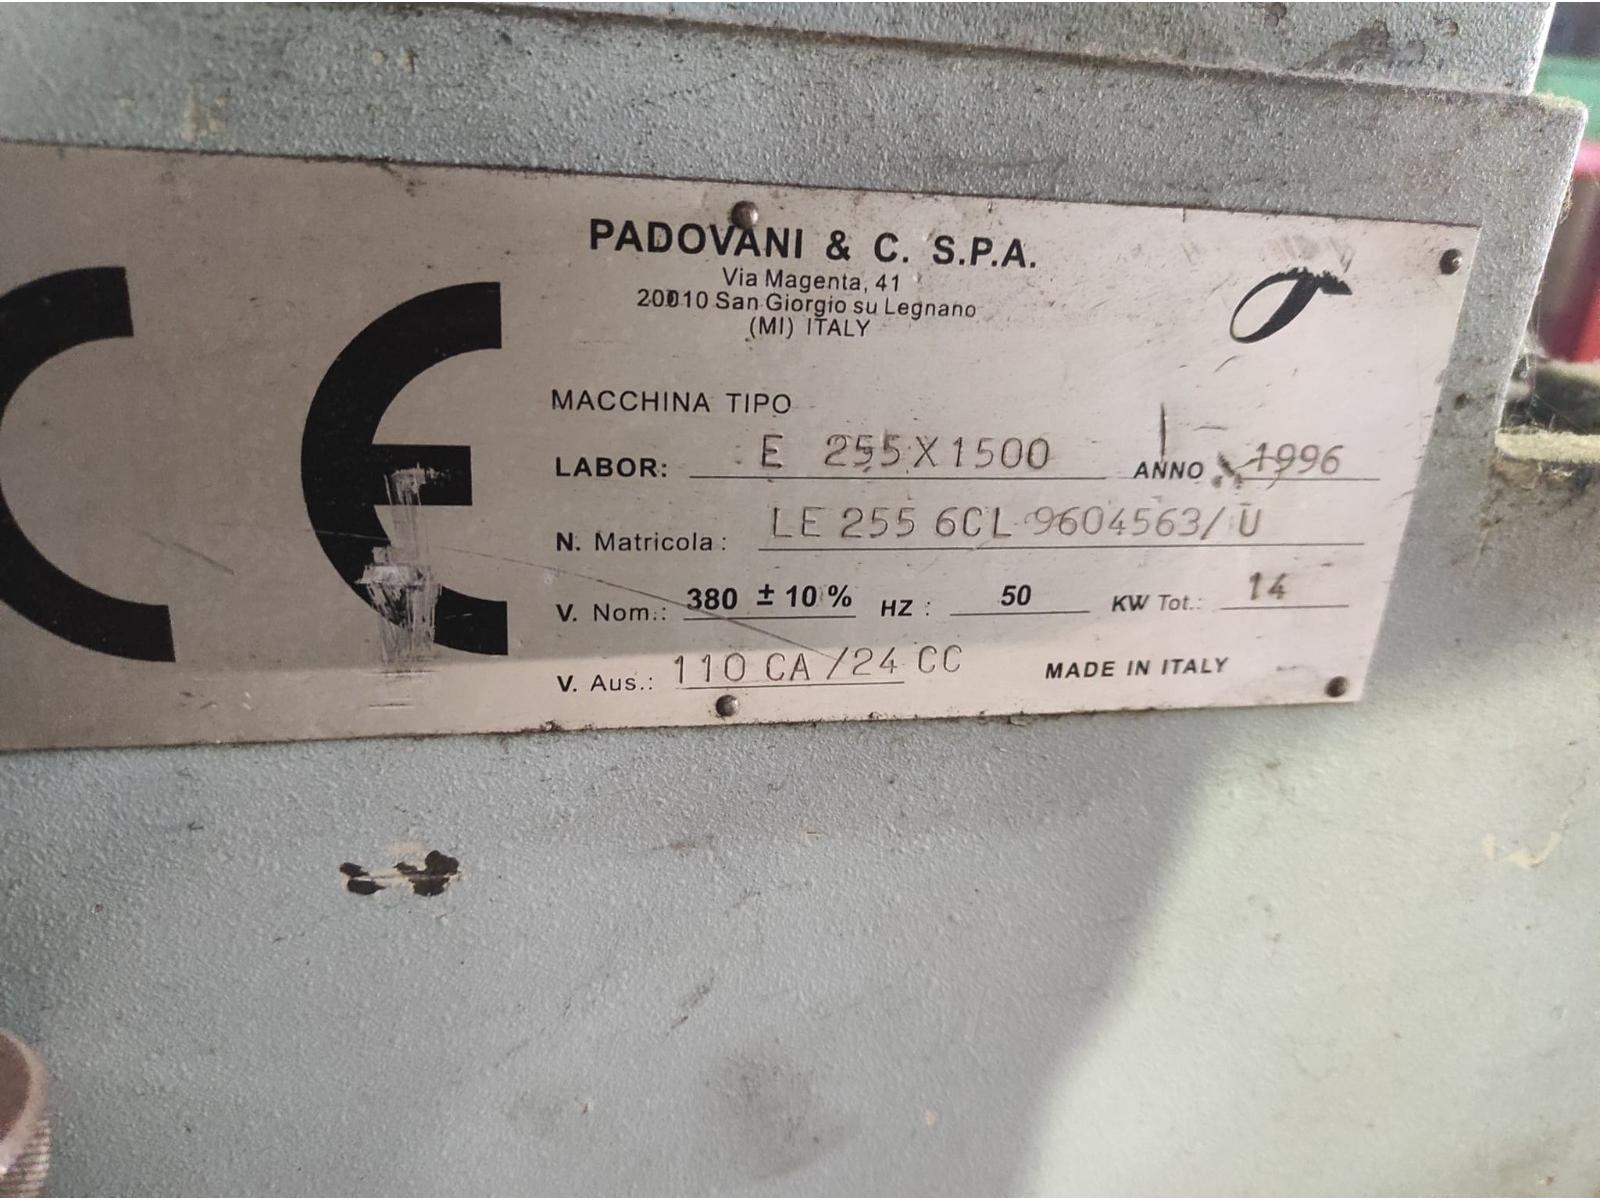 CE
PADOVANI & C. S.P.A.
Via Magenta, 41
20010 San Giorgio su Legnano
(MI) ITALY
MACCHINA TIPO
LABOR: E 255X1500 ANNO 1996
N. Matricola: LE 255 6CL 9604563/U
V. Nom.: 380 ± 10 % HZ : 50 KW Tot.: 14
V. Aus.: 110 CA /24 CC MADE IN ITALY